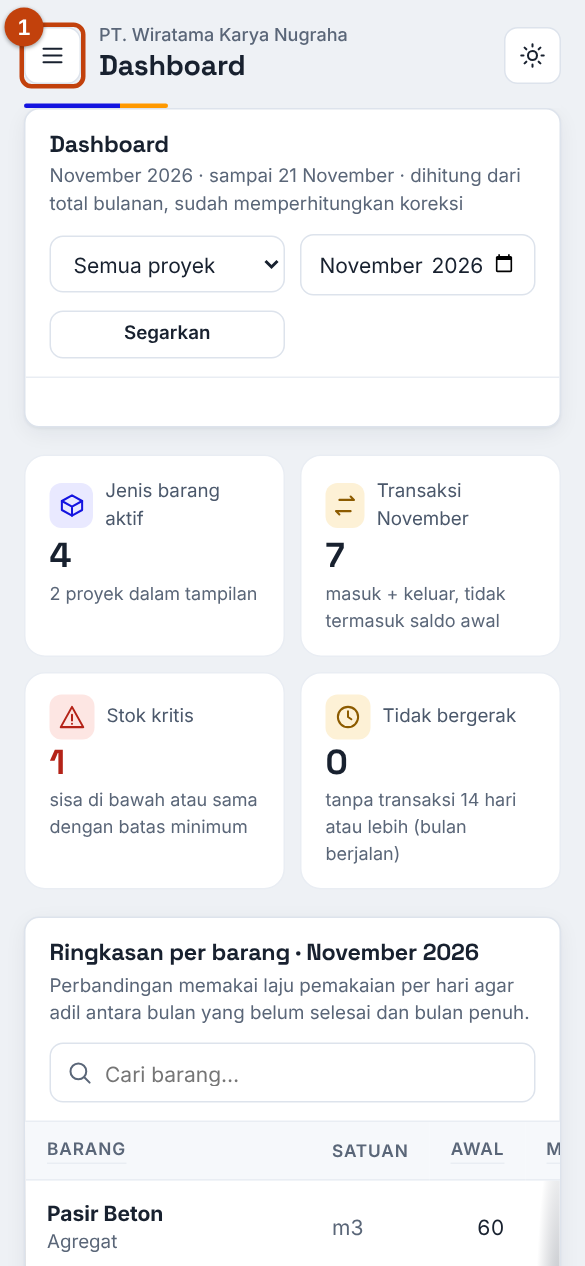 1
PT. Wiratama Karya Nugraha
Dashboard
Dashboard
November 2026 · sampai 21 November · dihitung dari
total bulanan, sudah memperhitungkan koreksi
Semua proyek
November 2026
Segarkan
Jenis barang
aktif
4
2 proyek dalam tampilan
Transaksi
November
7
masuk + keluar, tidak
termasuk saldo awal
Stok kritis
1
sisa di bawah atau sama
dengan batas minimum
Tidak bergerak
0
tanpa transaksi 14 hari
atau lebih (bulan
berjalan)
Ringkasan per barang · November 2026
Perbandingan memakai laju pemakaian per hari agar
adil antara bulan yang belum selesai dan bulan penuh.
Cari barang...
BARANG SATUAN AWAL
Pasir Beton
Agregat
m3 60